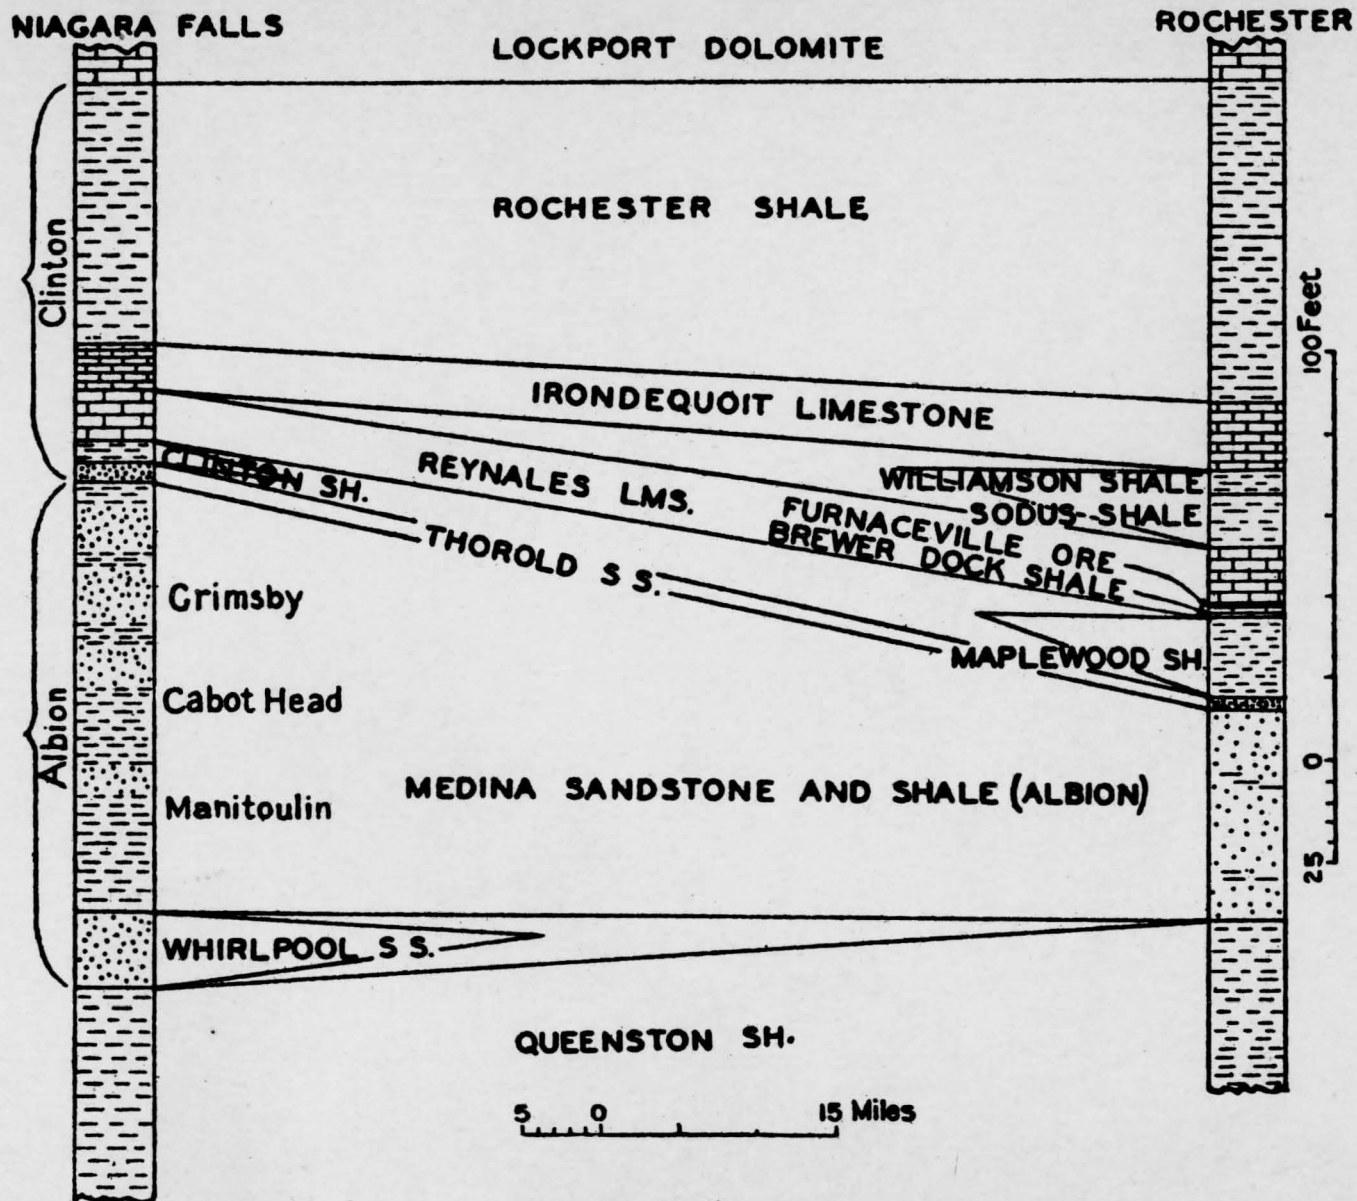 NIAGARA FALLS
ROCHESTER
LOCKPORT DOLOMITE
ROCHESTER SHALE
Clinton
100 Feet
IRONDEQUOIT LIMESTONE
CLINTON SH.
REYNALES LMS.
WILLIAMSON SHALE
SODUS SHALE
FURNACEVILLE ORE
BREWER DOCK SHALE
THOROLD S S.
Grimsby
MAPLEWOOD SH.
Cabot Head
Albion
0
MEDINA SANDSTONE AND SHALE (ALBION)
Manitoulin
25
WHIRLPOOL S S.
QUEENSTON SH.
5 0 15 Miles